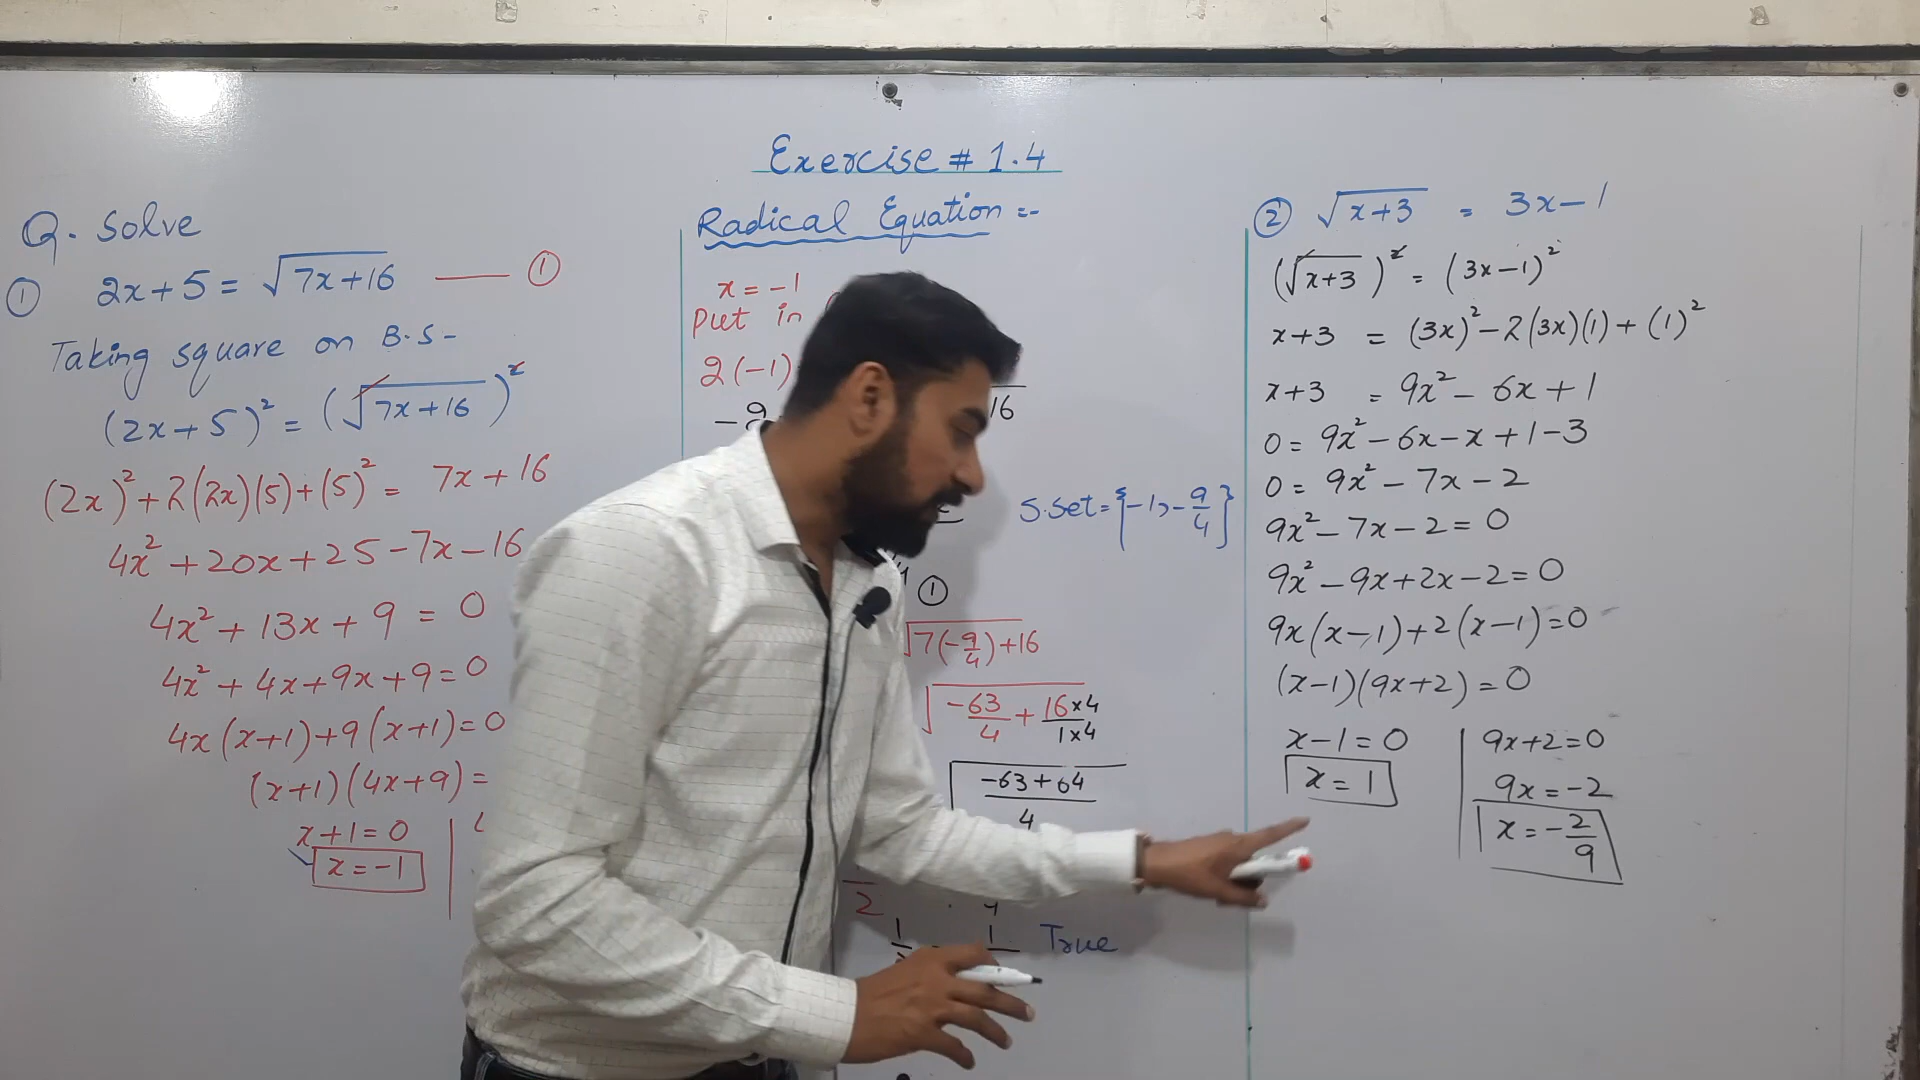 Exercise # 1.4
Q. Solve
① 2x+5 = √(7x+16) —— ①
Taking square on B.S-
(2x+5)² = (√(7x+16))²
(2x)²+2(2x)(5)+(5)² = 7x+16
4x²+20x+25-7x-16
4x²+13x+9 = 0
4x²+4x+9x+9=0
4x(x+1)+9(x+1)=0
(x+1)(4x+9)=
x+1=0
x=-1
Radical Equation :-
x = -1
Put in
2(-1)
16
S.Set={-1,-9/4}
①
√(7(-9/4)+16)
√(-63/4 + 16×4/1×4)
√((-63+64)/4)
2
1
1
True
② √(x+3) = 3x-1
(√(x+3))² = (3x-1)²
x+3 = (3x)²-2(3x)(1)+(1)²
x+3 = 9x²-6x+1
0= 9x²-6x-x+1-3
0= 9x²-7x-2
9x²-7x-2=0
9x²-9x+2x-2=0
9x(x-1)+2(x-1)=0
(x-1)(9x+2)=0
x-1=0
x=1
9x+2=0
9x=-2
x=-2/9